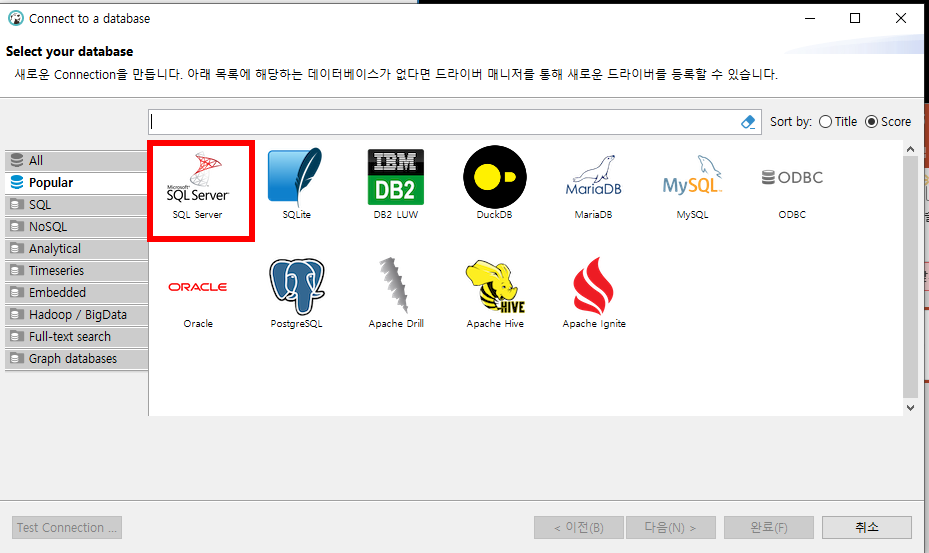 Connect to a database
Select your database
새로운 Connection을 만듭니다. 아래 목록에 해당하는 데이터베이스가 없다면 드라이버 매니저를 통해 새로운 드라이버를 등록할 수 있습니다.
Sort by: Title Score
All
Popular
SQL
NoSQL
Analytical
Timeseries
Embedded
Hadoop / BigData
Full-text search
Graph databases
Microsoft
SQL Server
SQL Server
SQLite
IBM
DB2
DB2 LUW
DuckDB
MariaDB
MariaDB
MySQL
MySQL
ODBC
ODBC
ORACLE
Oracle
PostgreSQL
Apache Drill
HIVE
Apache Hive
Apache Ignite
Test Connection ...
< 이전(B)
다음(N) >
완료(F)
취소